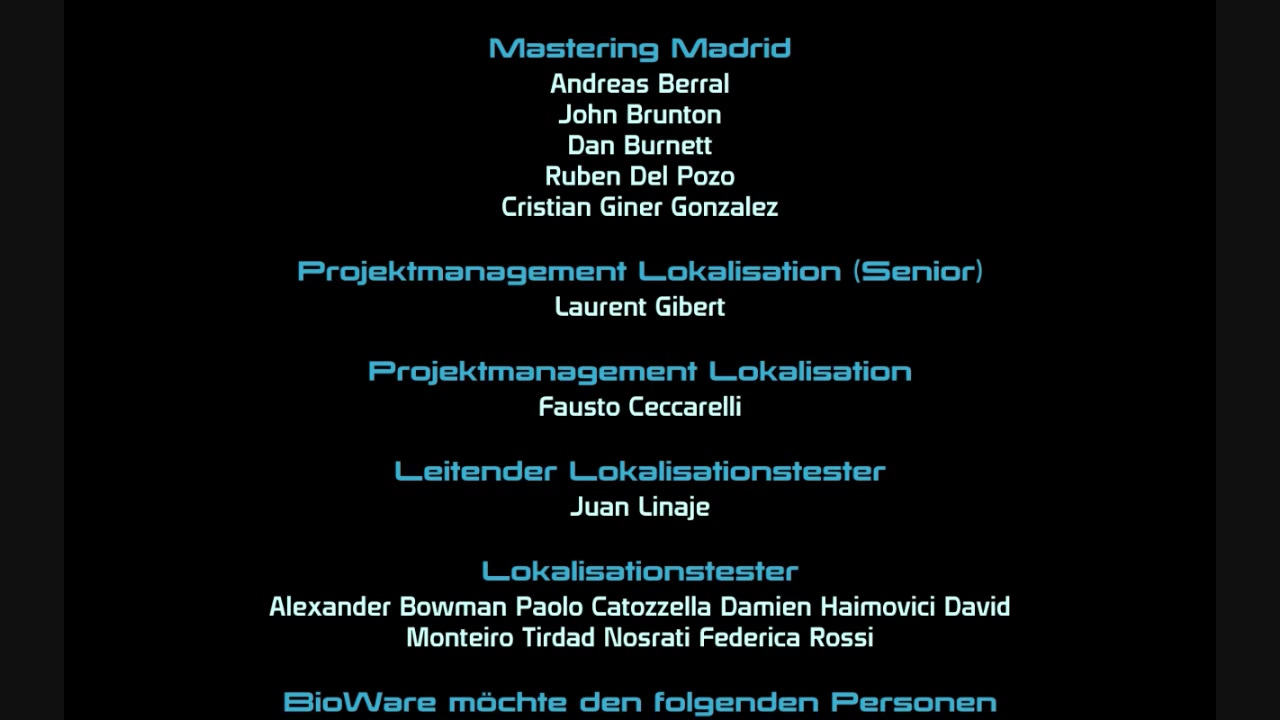 Mastering Madrid
Andreas Berral
John Brunton
Dan Burnett
Ruben Del Pozo
Cristian Giner Gonzalez
Projektmanagement Lokalisation (Senior)
Laurent Gibert
Projektmanagement Lokalisation
Fausto Ceccarelli
Leitender Lokalisationstester
Juan Linaje
Lokalisationstester
Alexander Bowman Paolo Catozzella Damien Haimovici David
Monteiro Tirdad Nosrati Federica Rossi
BioWare möchte den folgenden Personen